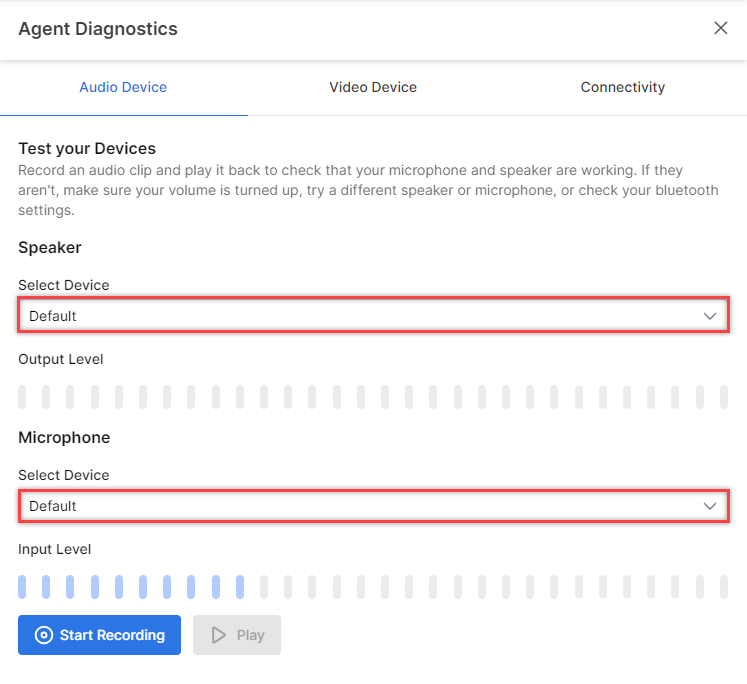 Agent Diagnostics
Audio Device
Video Device
Connectivity
Test your Devices
Record an audio clip and play it back to check that your microphone and speaker are working. If they
aren't, make sure your volume is turned up, try a different speaker or microphone, or check your bluetooth
settings.
Speaker
Select Device
Default
Output Level
Microphone
Select Device
Default
Input Level
Start Recording
Play